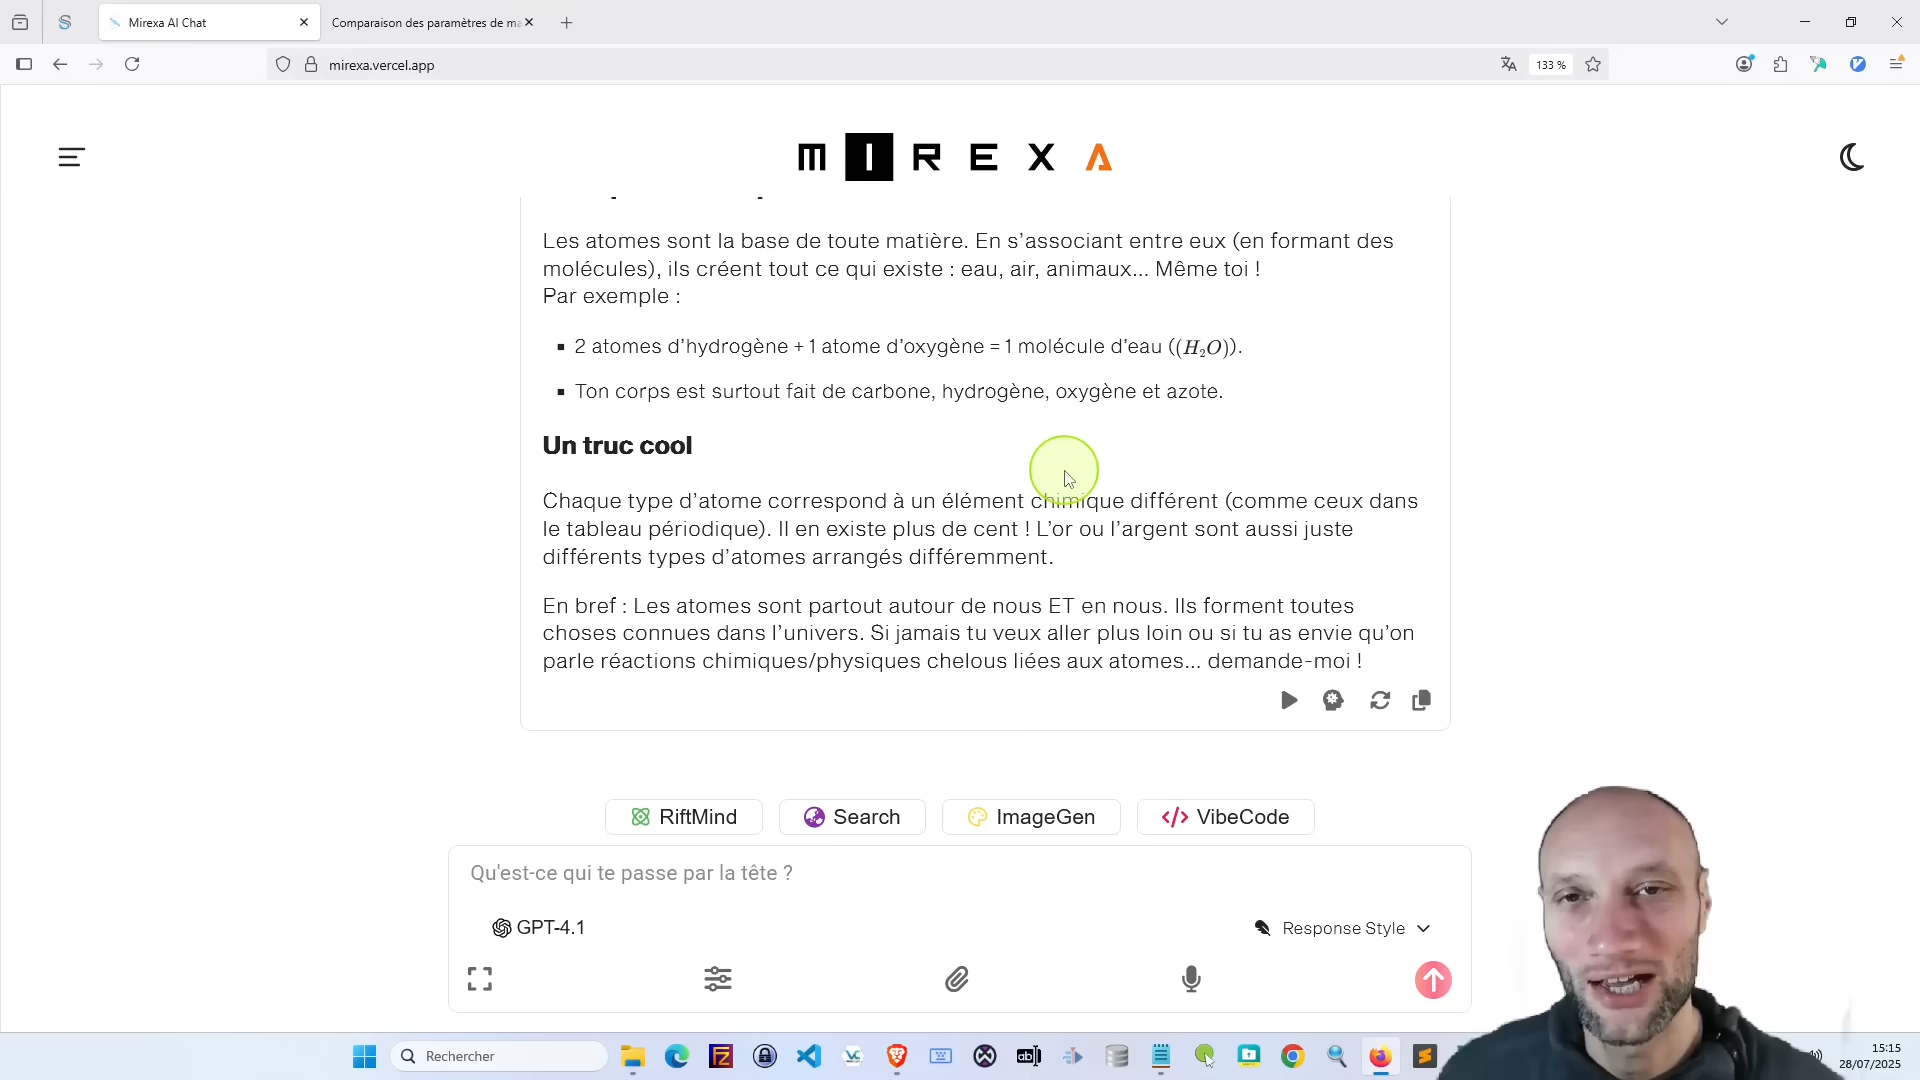 Mirexa AI Chat
Comparaison des paramètres de ma
mirexa.vercel.app
133 %
MIREXA
Les atomes sont la base de toute matière. En s’associant entre eux (en formant des
molécules), ils créent tout ce qui existe : eau, air, animaux... Même toi !
Par exemple :
▪ 2 atomes d’hydrogène + 1 atome d’oxygène = 1 molécule d’eau ((H₂O)).
▪ Ton corps est surtout fait de carbone, hydrogène, oxygène et azote.
Un truc cool
Chaque type d’atome correspond à un élément chimique différent (comme ceux dans
le tableau périodique). Il en existe plus de cent ! L’or ou l’argent sont aussi juste
différents types d’atomes arrangés différemment.
En bref : Les atomes sont partout autour de nous ET en nous. Ils forment toutes
choses connues dans l’univers. Si jamais tu veux aller plus loin ou si tu as envie qu’on
parle réactions chimiques/physiques chelous liées aux atomes... demande-moi !
RiftMind
Search
ImageGen
VibeCode
Qu'est-ce qui te passe par la tête ?
GPT-4.1
Response Style
Rechercher
15:15
28/07/2025